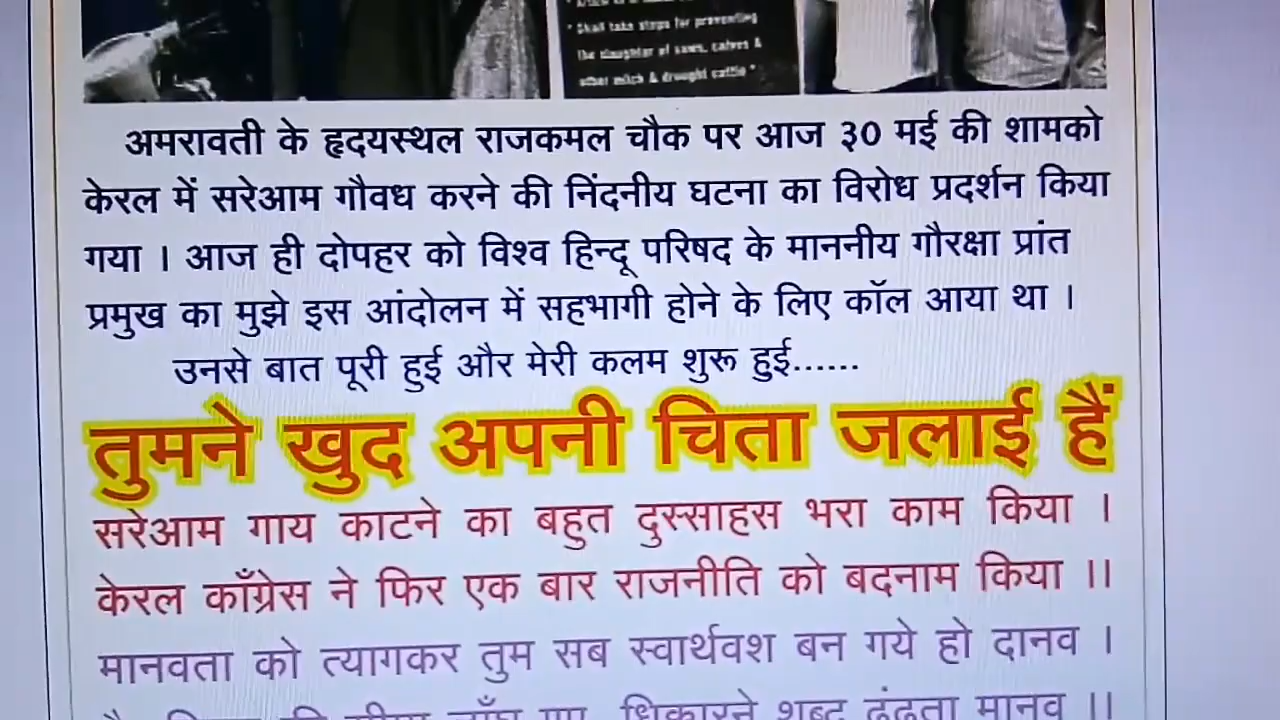 " Shall take steps for preventing
the slaughter of cows, calves &
other milch & drought cattle "
अमरावती के हृदयस्थल राजकमल चौक पर आज ३० मई की शामको
केरल में सरेआम गौवध करने की निंदनीय घटना का विरोध प्रदर्शन किया
गया । आज ही दोपहर को विश्व हिन्दू परिषद के माननीय गौरक्षा प्रांत
प्रमुख का मुझे इस आंदोलन में सहभागी होने के लिए कॉल आया था ।
उनसे बात पूरी हुई और मेरी कलम शुरू हुई......
तुमने खुद अपनी चिता जलाई हैं
सरेआम गाय काटने का बहुत दुस्साहस भरा काम किया ।
केरल काँग्रेस ने फिर एक बार राजनीति को बदनाम किया ।।
मानवता को त्यागकर तुम सब स्वार्थवश बन गये हो दानव ।
शब्द ढूंढता मानव ।।